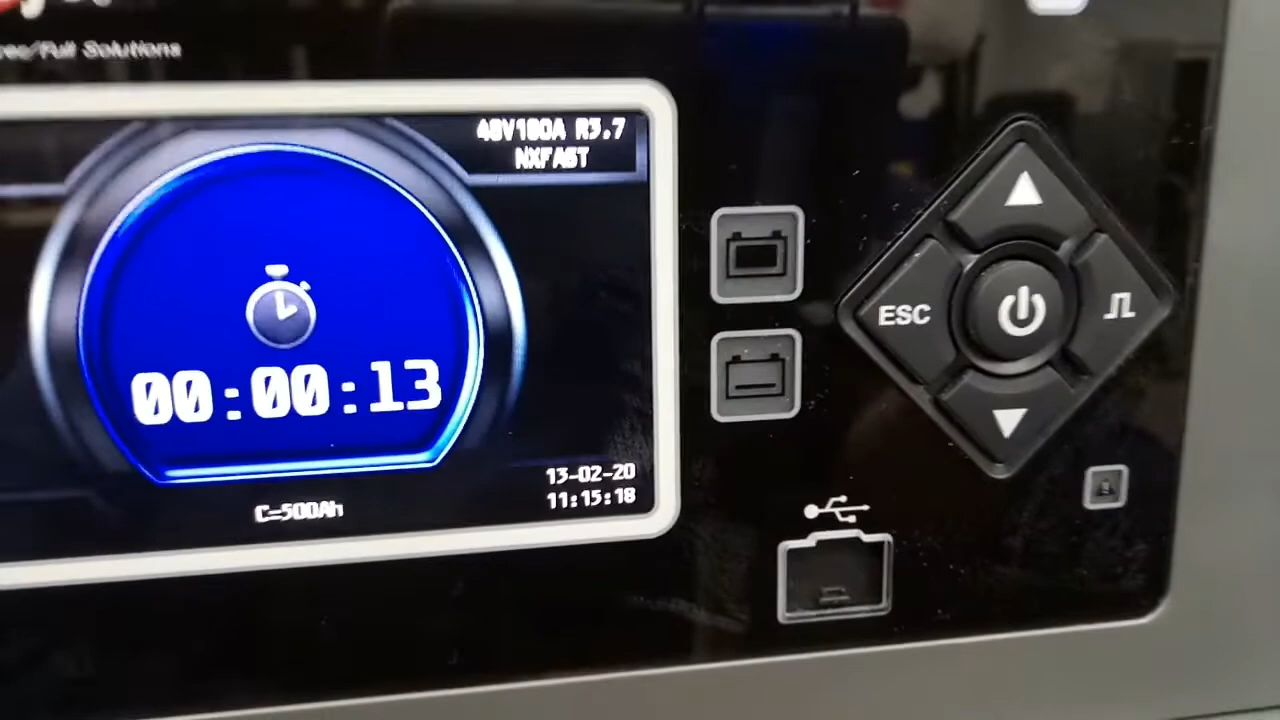 Full Solutions
48V180A R3.7
NXFAST
00:00:13
13-02-20
11:15:18
C=500Ah
ESC